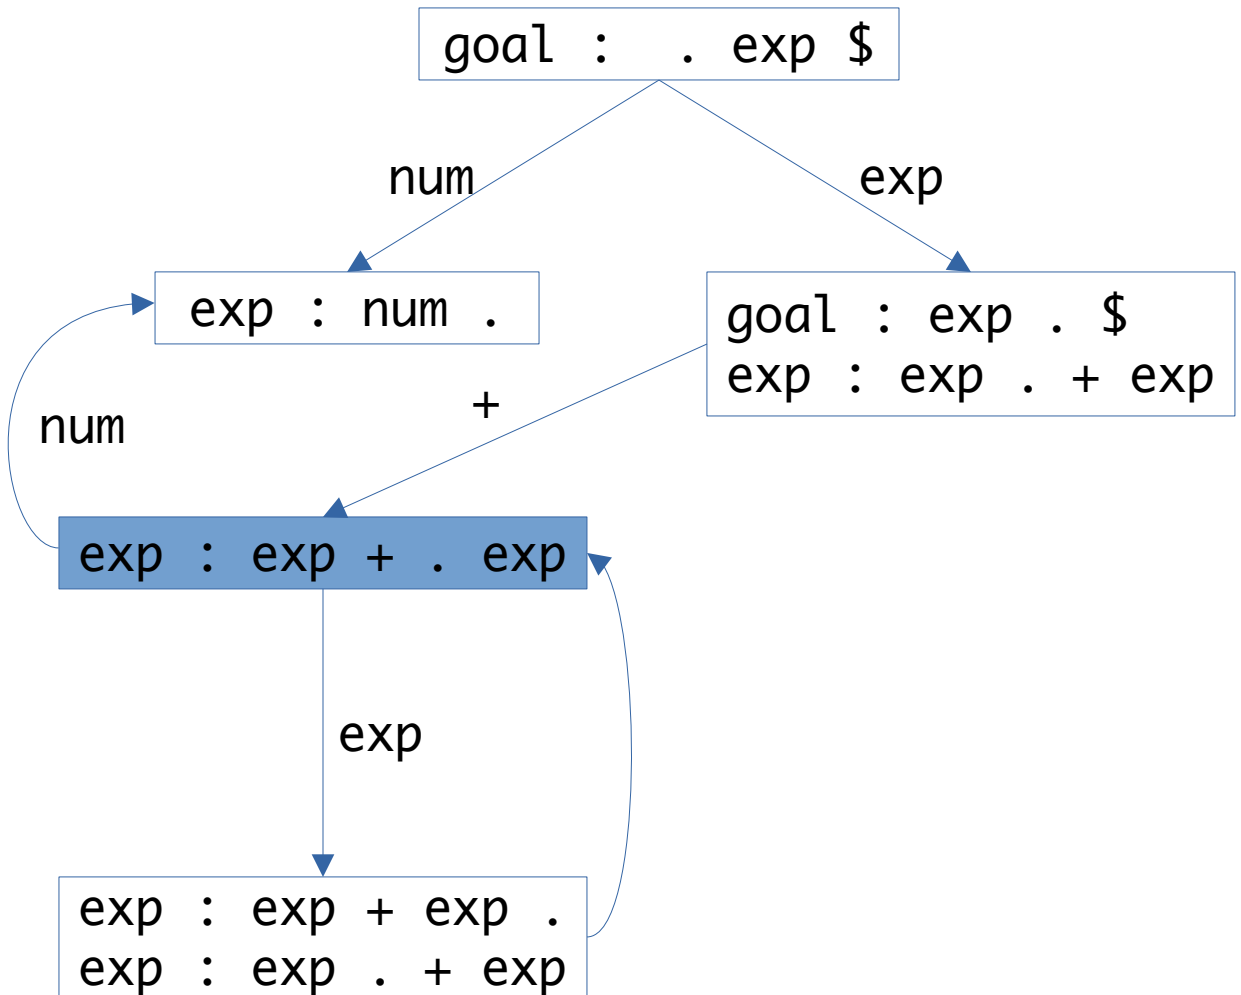 goal :  . exp $
num
exp
exp : num .
goal : exp . $
exp : exp . + exp
+
num
exp : exp + . exp
exp
exp : exp + exp .
exp : exp . + exp